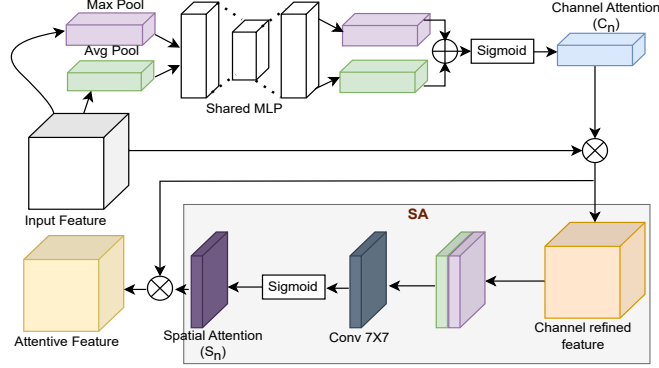 Max Pool
Avg Pool
Shared MLP
Sigmoid
Channel Attention
(Cn)
Input Feature
SA
Attentive Feature
Spatial Attention
(Sn)
Sigmoid
Conv 7X7
Channel refined
feature